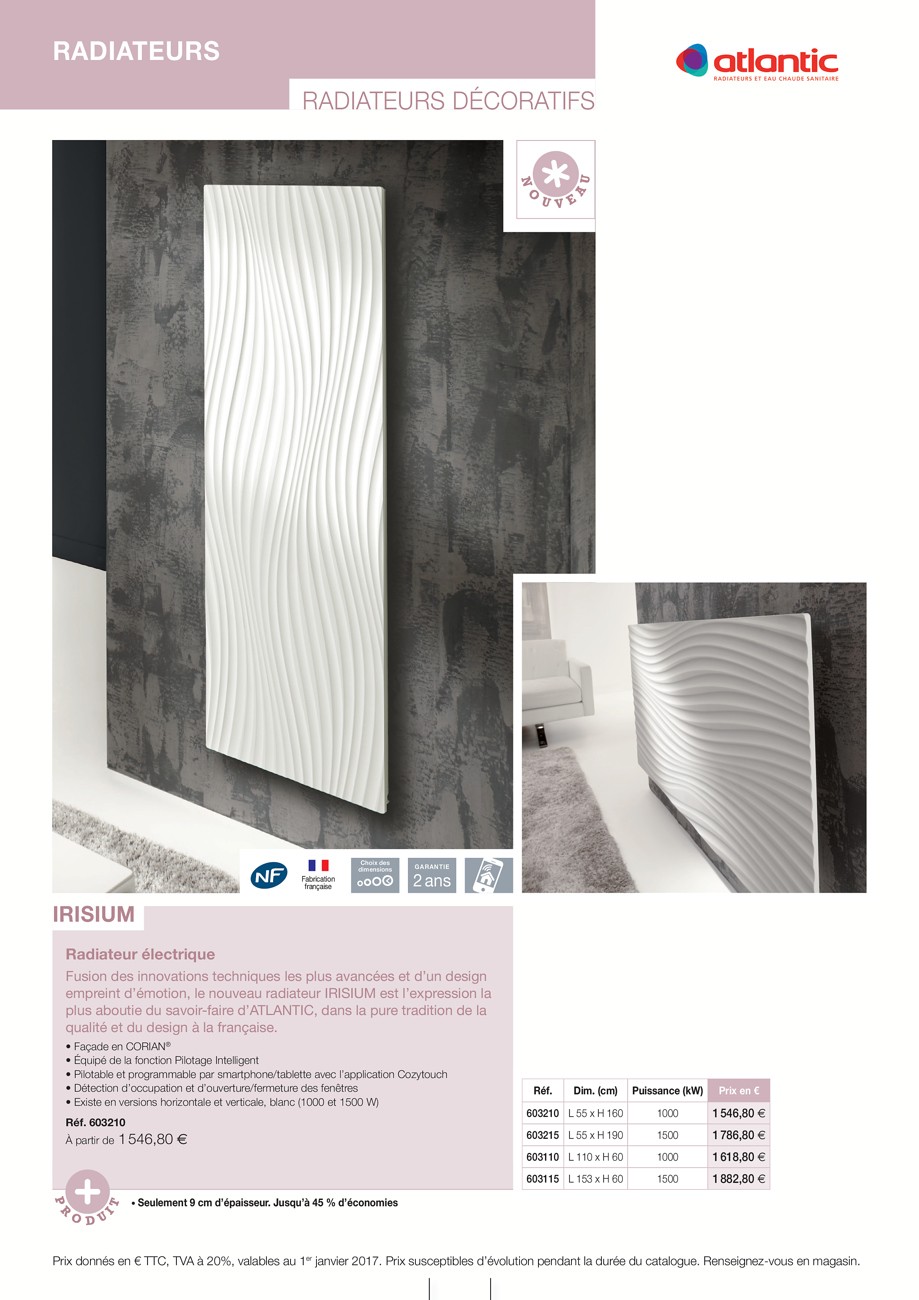 RADIATEURS
atlantic
RADIATEURS ET EAU CHAUDE SANITAIRE
RADIATEURS DÉCORATIFS
NOUVEAU
NF
Fabrication
française
Choix des
dimensions
GARANTIE
2 ans
IRISIUM
Radiateur électrique
Fusion des innovations techniques les plus avancées et d'un design
empreint d'émotion, le nouveau radiateur IRISIUM est l'expression la
plus aboutie du savoir-faire d'ATLANTIC, dans la pure tradition de la
qualité et du design à la française.
• Façade en CORIAN®
• Équipé de la fonction Pilotage Intelligent
• Pilotable et programmable par smartphone/tablette avec l'application Cozytouch
• Détection d'occupation et d'ouverture/fermeture des fenêtres
• Existe en versions horizontale et verticale, blanc (1000 et 1500 W)
Réf. 603210
À partir de 1 546,80 €
Réf. Dim. (cm) Puissance (kW) Prix en €
603210 L 55 x H 160 1000 1 546,80 €
603215 L 55 x H 190 1500 1 786,80 €
603110 L 110 x H 60 1000 1 618,80 €
603115 L 153 x H 60 1500 1 882,80 €
PRODUIT
• Seulement 9 cm d'épaisseur. Jusqu'à 45 % d'économies
Prix donnés en € TTC, TVA à 20%, valables au 1er janvier 2017. Prix susceptibles d'évolution pendant la durée du catalogue. Renseignez-vous en magasin.